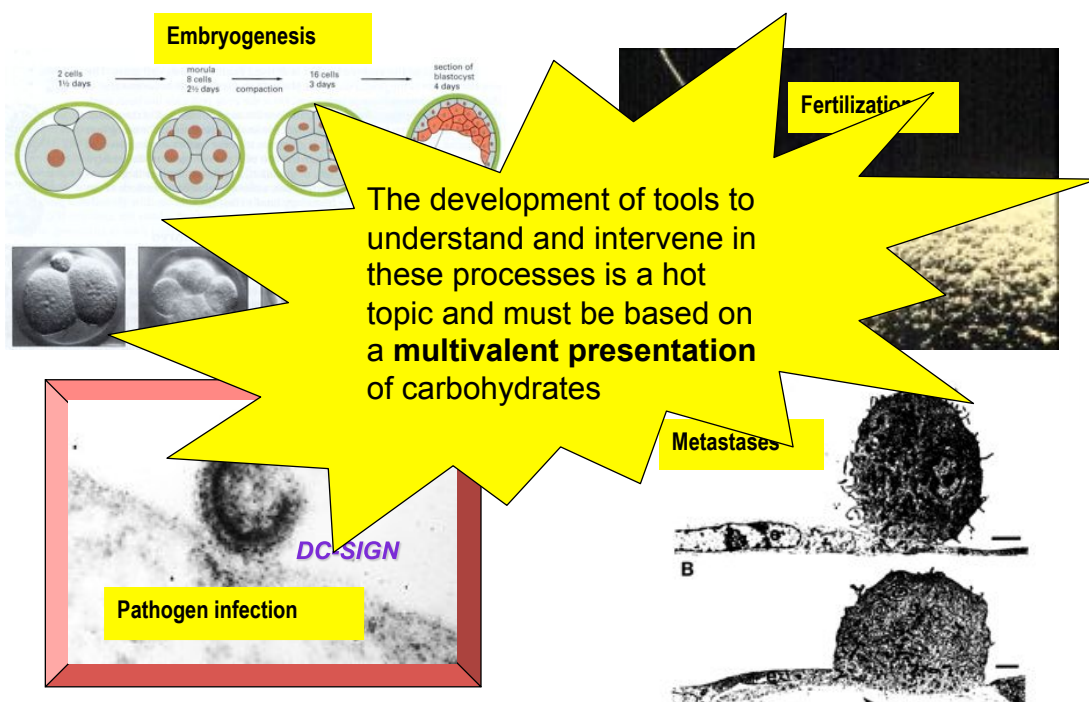 Embryogenesis
2 cells
1½ days
morula
8 cells
2½ days
compaction
16 cells
3 days
section of
blastocyst
4 days
Fertilization
The development of tools to
understand and intervene in
these processes is a hot
topic and must be based on
a multivalent presentation
of carbohydrates
Metastases
DC-SIGN
B
Pathogen infection